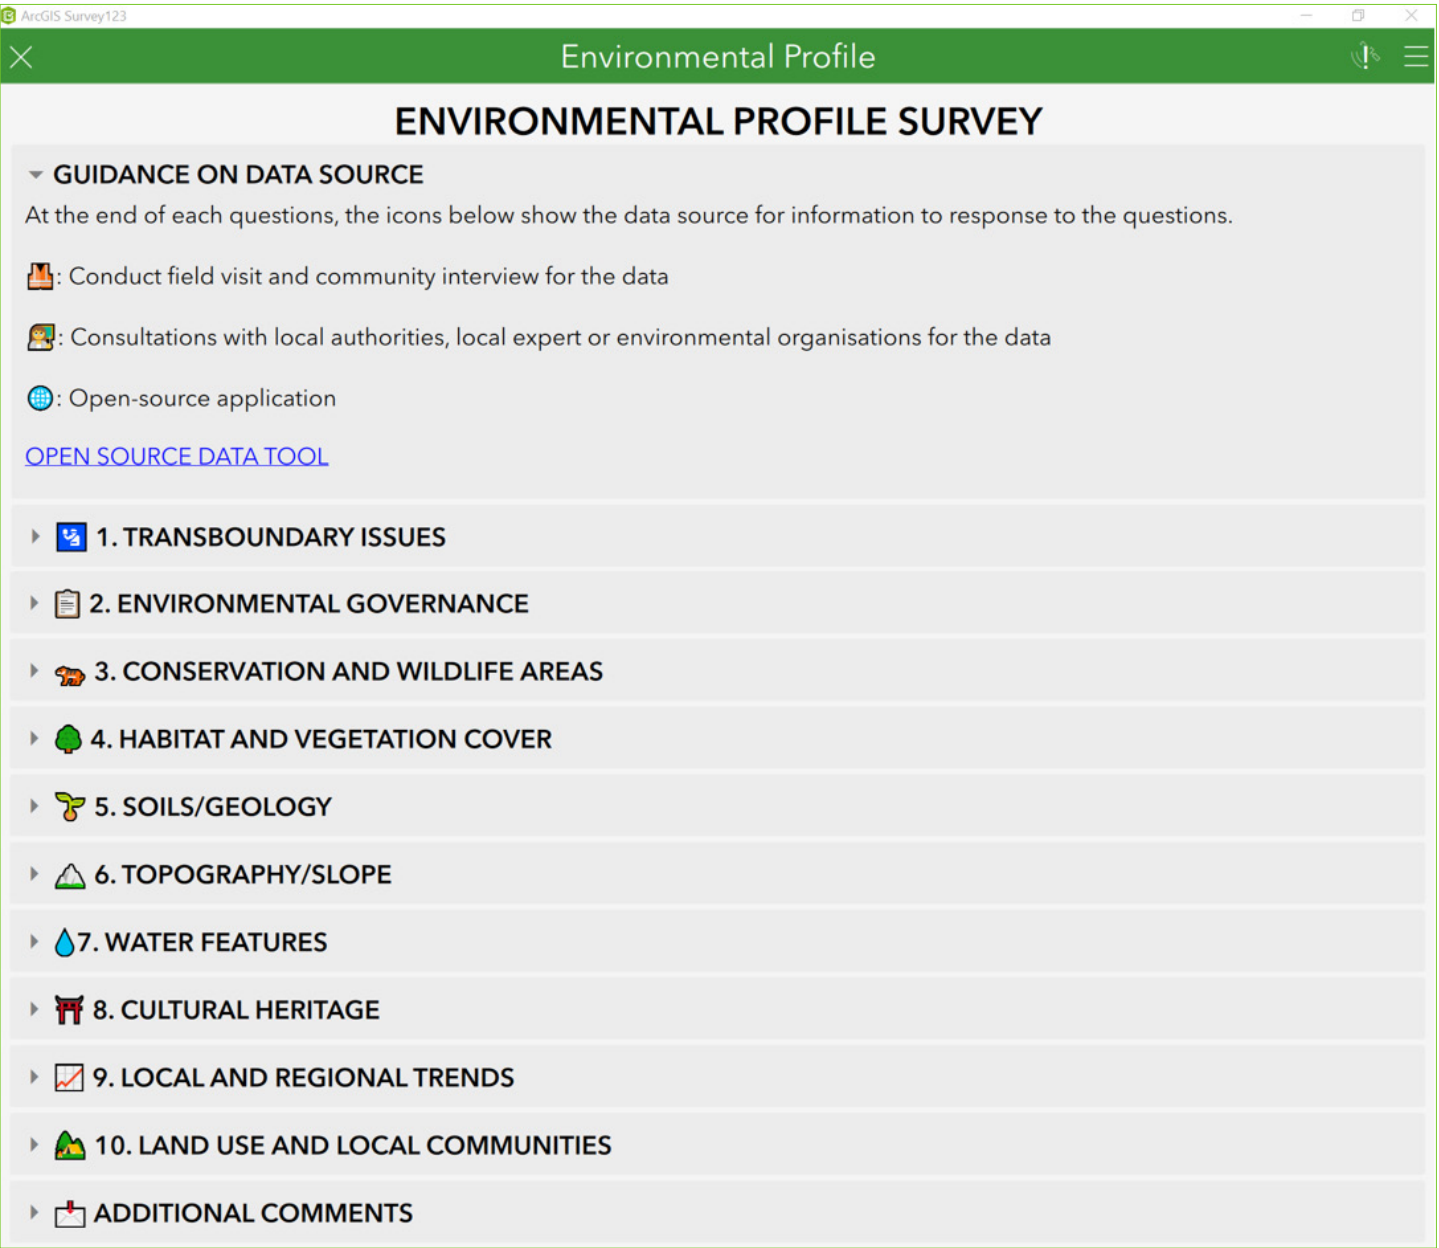 ArcGIS Survey123
Environmental Profile
ENVIRONMENTAL PROFILE SURVEY
GUIDANCE ON DATA SOURCE
At the end of each questions, the icons below show the data source for information to response to the questions.
: Conduct field visit and community interview for the data
: Consultations with local authorities, local expert or environmental organisations for the data
: Open-source application
OPEN SOURCE DATA TOOL
1. TRANSBOUNDARY ISSUES
2. ENVIRONMENTAL GOVERNANCE
3. CONSERVATION AND WILDLIFE AREAS
4. HABITAT AND VEGETATION COVER
5. SOILS/GEOLOGY
6. TOPOGRAPHY/SLOPE
7. WATER FEATURES
8. CULTURAL HERITAGE
9. LOCAL AND REGIONAL TRENDS
10. LAND USE AND LOCAL COMMUNITIES
ADDITIONAL COMMENTS